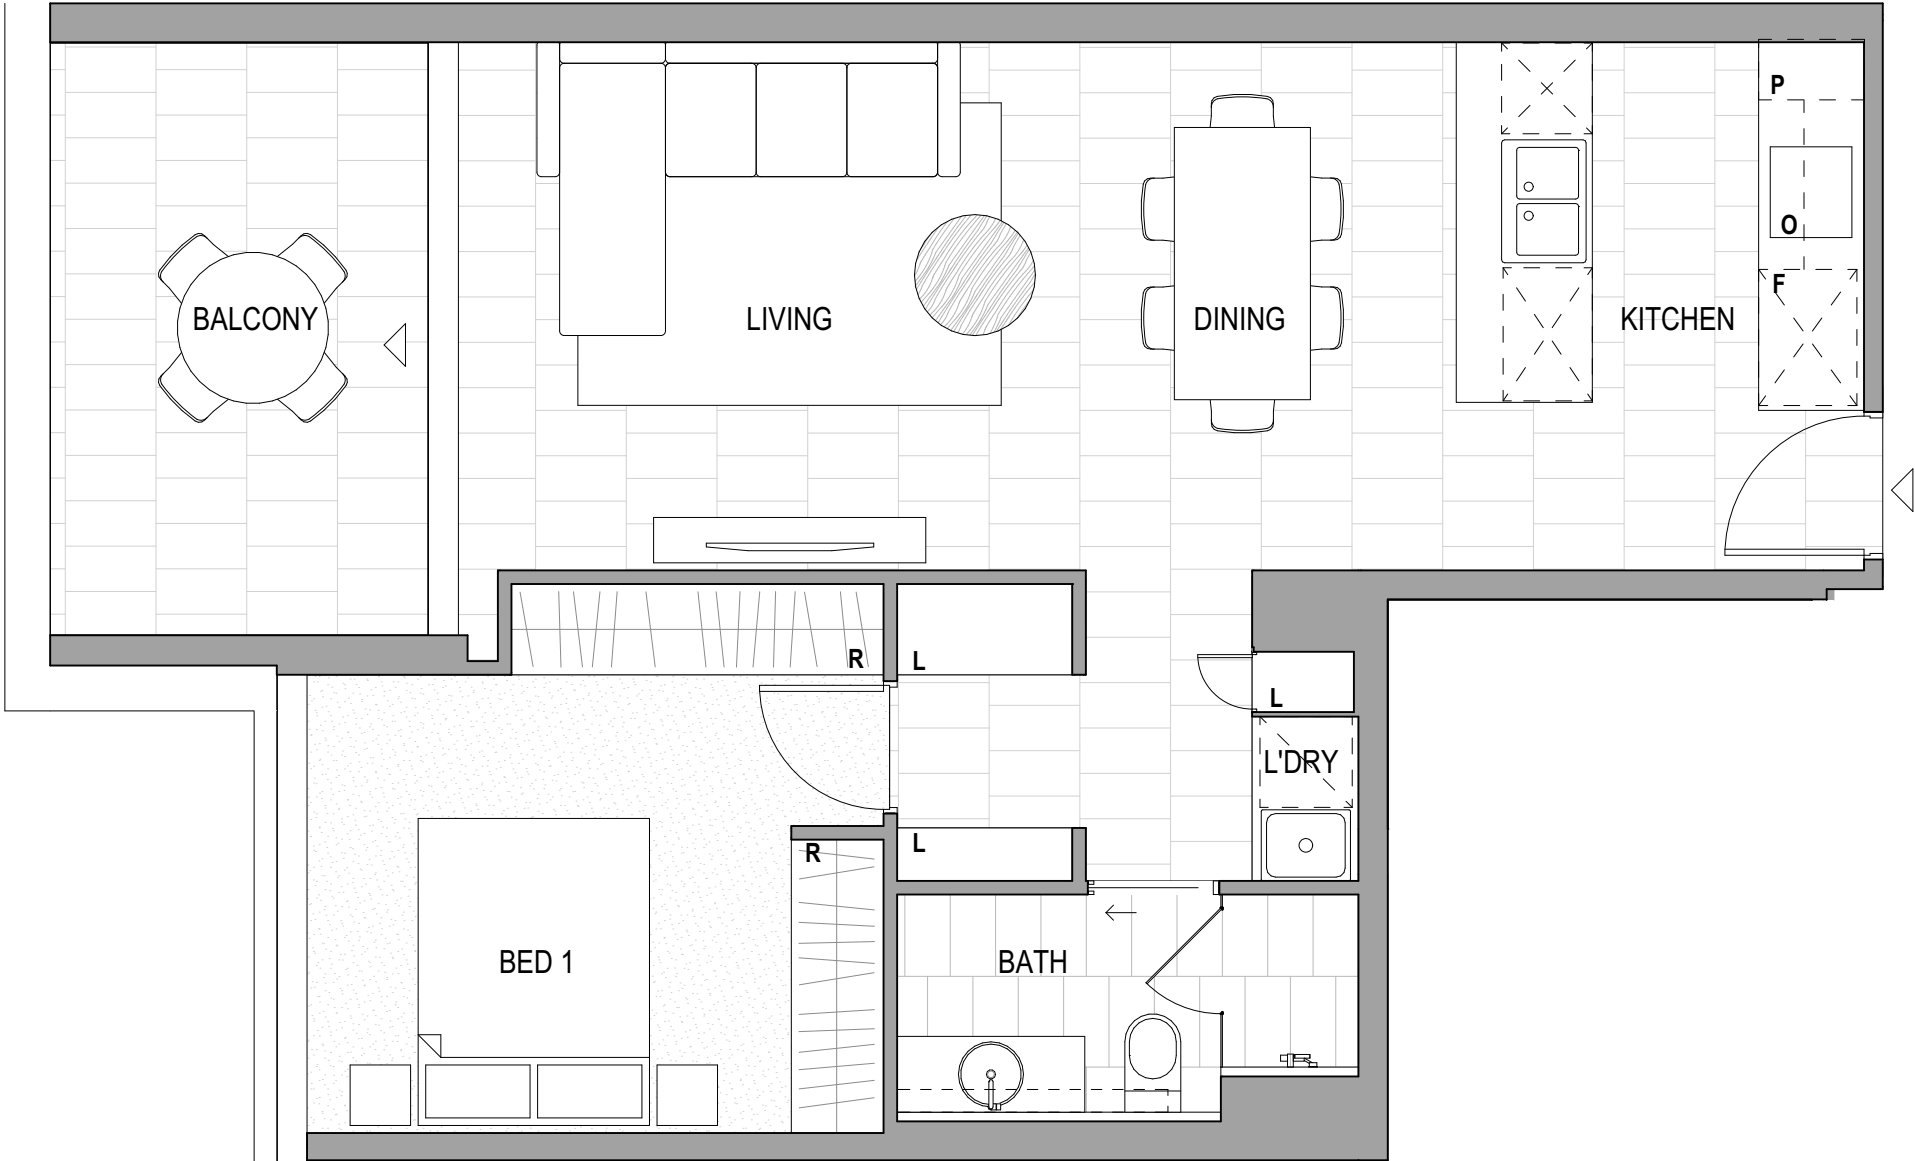 P
O
F
BALCONY
LIVING
DINING
KITCHEN
R
L
L
L'DRY
R
L
BED 1
BATH